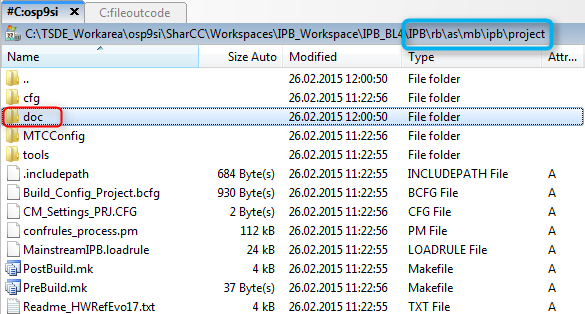 #C:osp9si C:fileoutcode
C:\TSDE_Workarea\osp9si\SharCC\Workspaces\IPB_Workspace\IPB_BL4\IPB\rb\as\mb\ipb\project
Name Size Auto Modified Type Attr...
.. 26.02.2015 12:00:50 File folder
cfg 26.02.2015 11:22:56 File folder
doc 26.02.2015 12:00:50 File folder
MTCConfig 26.02.2015 11:22:55 File folder
tools 26.02.2015 11:22:55 File folder
.includepath 684 Byte(s) 26.02.2015 11:22:55 INCLUDEPATH File A
Build_Config_Project.bcfg 930 Byte(s) 26.02.2015 11:22:56 BCFG File A
CM_Settings_PRJ.CFG 2 Byte(s) 26.02.2015 11:22:56 CFG File A
confrules_process.pm 112 kB 26.02.2015 11:22:56 PM File A
MainstreamIPB.loadrule 24 kB 26.02.2015 11:22:55 LOADRULE File A
PostBuild.mk 4 kB 26.02.2015 11:22:56 Makefile A
PreBuild.mk 37 Byte(s) 26.02.2015 11:22:56 Makefile A
Readme_HWRefEvo17.txt 4 kB 26.02.2015 11:22:55 TXT File A